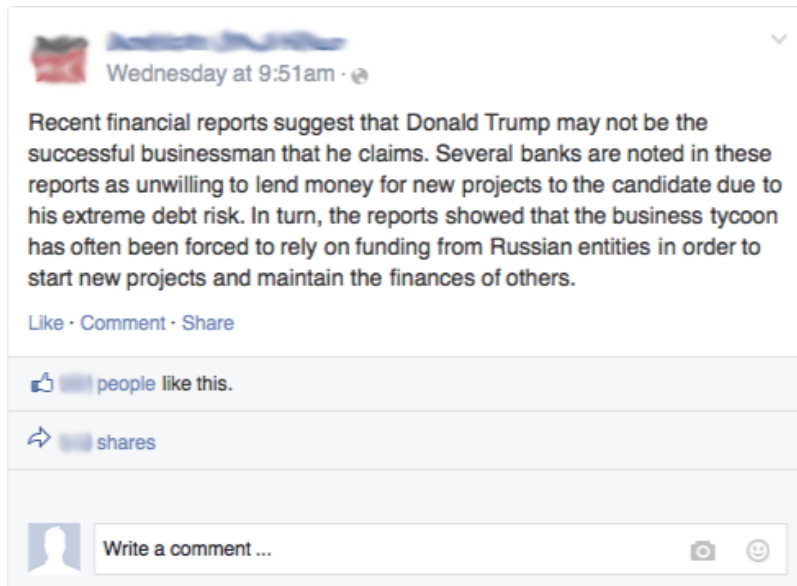 Wednesday at 9:51am ·
Recent financial reports suggest that Donald Trump may not be the
successful businessman that he claims. Several banks are noted in these
reports as unwilling to lend money for new projects to the candidate due to
his extreme debt risk. In turn, the reports showed that the business tycoon
has often been forced to rely on funding from Russian entities in order to
start new projects and maintain the finances of others.
Like · Comment · Share
people like this.
shares
Write a comment ...